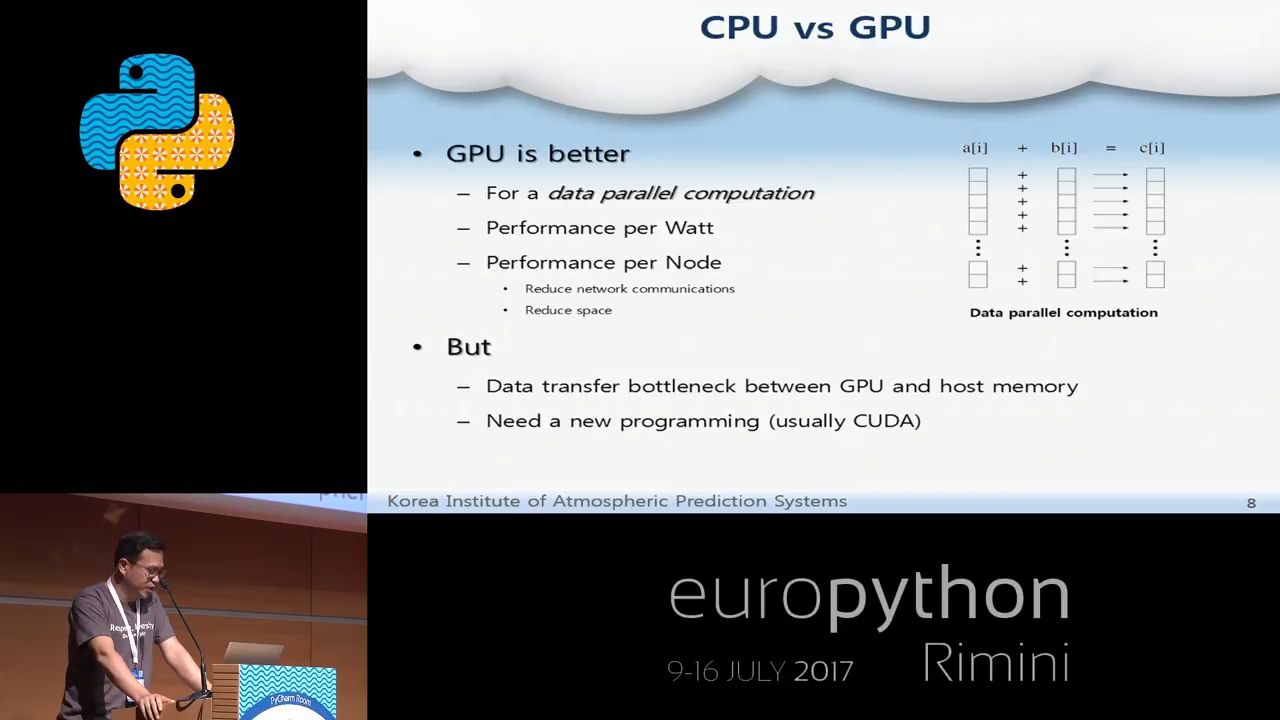 CPU vs GPU
• GPU is better
– For a data parallel computation
– Performance per Watt
– Performance per Node
• Reduce network communications
• Reduce space
• But
– Data transfer bottleneck between GPU and host memory
– Need a new programming (usually CUDA)
a[i] + b[i] = c[i]
+
+
+
+
+
+
+
Data parallel computation
Korea Institute of Atmospheric Prediction Systems
8
PyCharm Room
europython
Rimini
9-16 JULY 2017